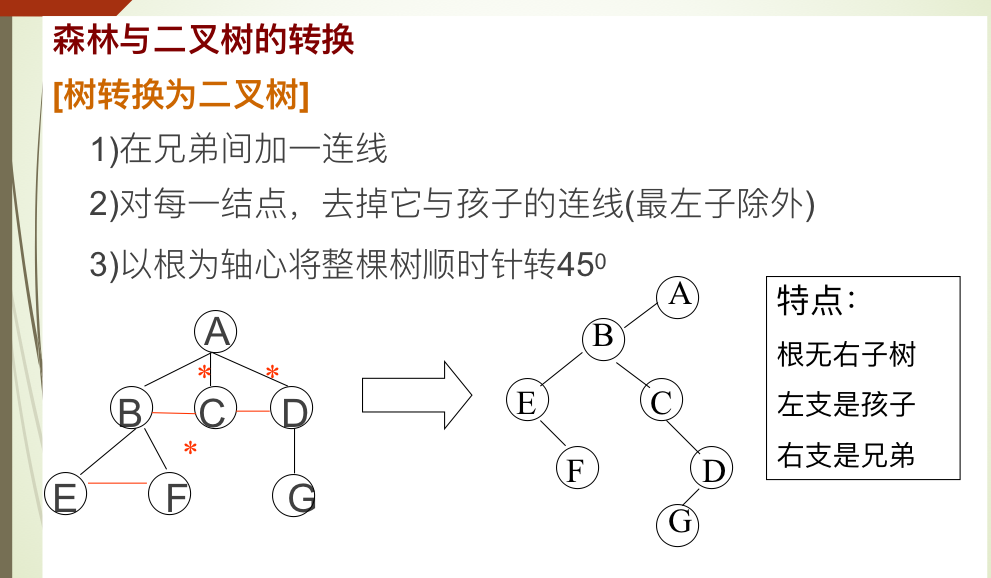 森林与二叉树的转换
[树转换为二叉树]
1)在兄弟间加一连线
2)对每一结点，去掉它与孩子的连线(最左子除外)
3)以根为轴心将整棵树顺时针转45⁰
A
* *
B C D
*
E F G
A
B
E C
F D
G
特点：
根无右子树
左支是孩子
右支是兄弟